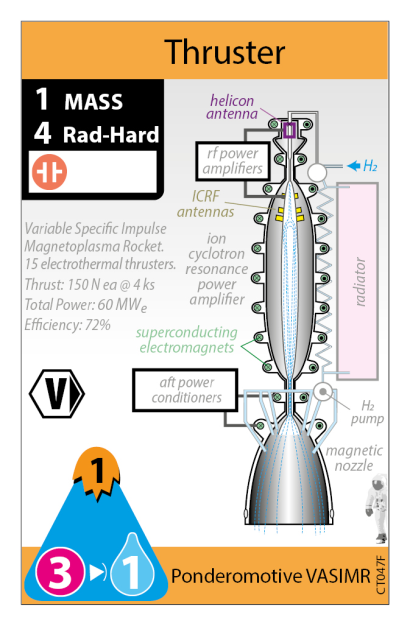 Thruster
1 MASS
4 Rad-Hard
helicon
antenna
rf power
amplifiers
H₂
ICRF
antennas
Variable Specific Impulse
Magnetoplasma Rocket.
15 electrothermal thrusters.
Thrust: 150 N ea @ 4 ks
Total Power: 60 MWe
Efficiency: 72%
ion
cyclotron
resonance
power
amplifier
radiator
superconducting
electromagnets
V
aft power
conditioners
H₂
pump
magnetic
nozzle
1
3
1
Ponderomotive VASIMR
CT047F